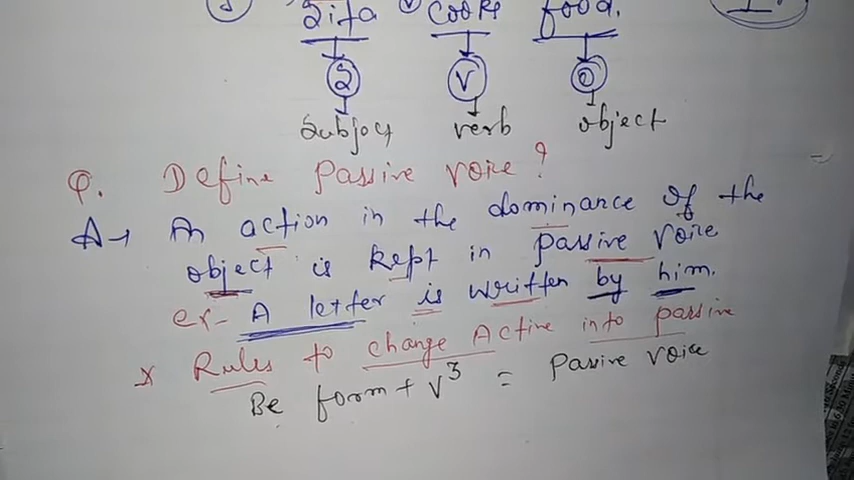 Sita cooks food.
S V O
Subject verb object
Q. Define Passive voice?
A→ An action in the dominance of the
object is kept in passive voice
ex- A letter is written by him.
x Rules to change Active into passive
Be form + V3 = Passive voice